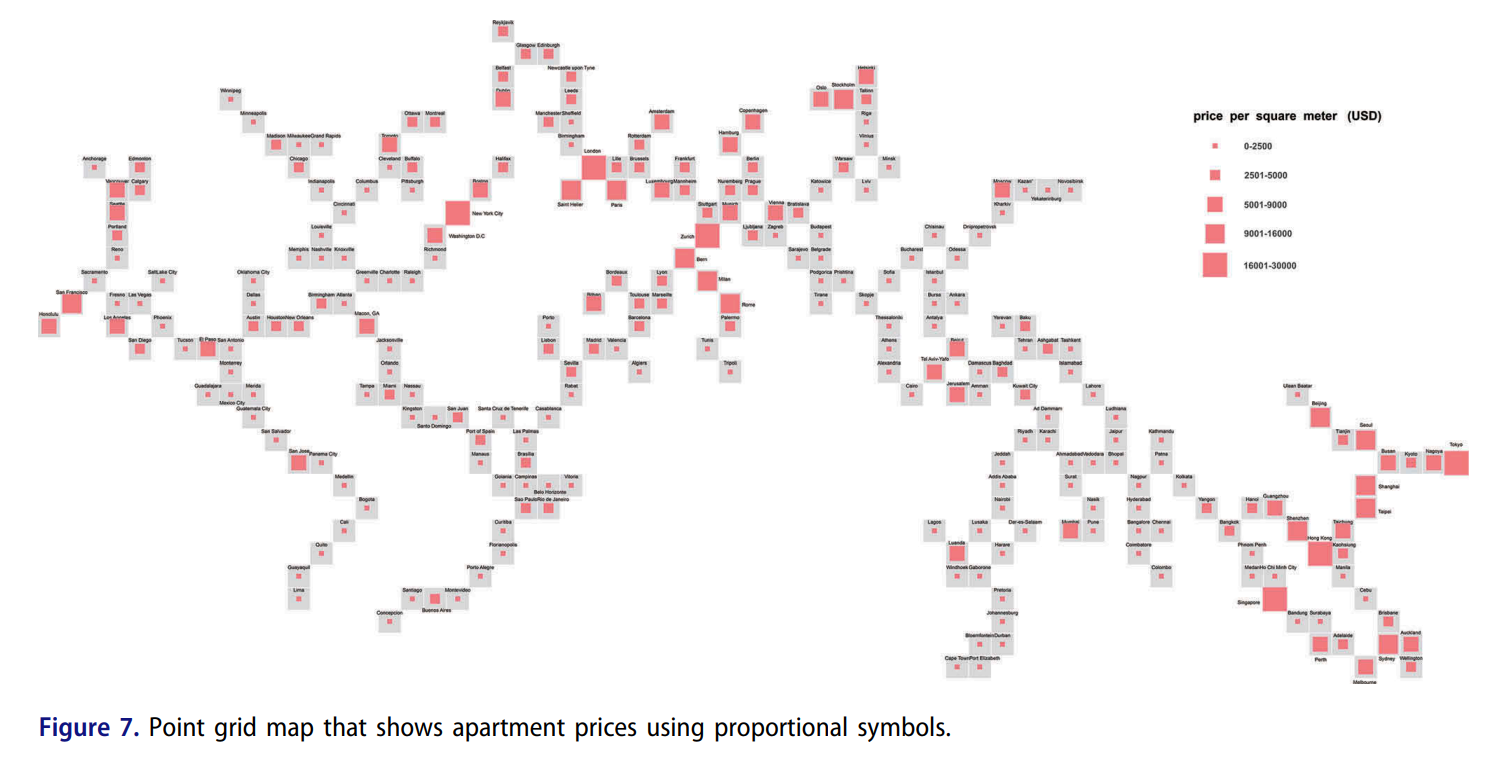 Reykjavik
Glasgow Edinburgh
Belfast Newcastle upon Tyne Helsinki
Winnipeg Dublin Leeds Oslo Stockholm Tallinn
Minneapolis Ottawa Montreal Manchester Sheffield Amsterdam Copenhagen Riga
price per square meter (USD)
Madison Milwaukee Grand Rapids Toronto Birmingham Rotterdam Hamburg Vilnius
0-2500
London
Anchorage Edmonton Chicago Cleveland Buffalo Halifax Lille Brussels Frankfurt Berlin Warsaw Minsk
2501-5000
Vancouver Calgary Indianapolis Columbus Pittsburgh Boston Luxembourg Mannheim Nuremberg Prague Katowice Lviv Moscow Kazan' Novosibirsk
Yekaterinburg
Seattle Cincinnati Saint Helier Paris Stuttgart Munich Vienna Bratislava Kharkiv
5001-9000
New York City
Portland Louisville Ljubljana Zagreb Budapest Chisinau Dnipropetrovsk
Washington D.C Zurich
9001-16000
Reno Memphis Nashville Knoxville Richmond Sarajevo Belgrade Bucharest Odessa
Bern
16001-30000
Sacramento Salt Lake City Oklahoma City Greenville Charlotte Raleigh Bordeaux Lyon Milan Podgorica Prishtina Sofia Istanbul
San Francisco Fresno Las Vegas Dallas Birmingham Atlanta Bilbao Toulouse Marseille Rome Tirane Skopje Bursa Ankara
Honolulu Los Angeles Phoenix Austin Houston New Orleans Macon, GA Porto Barcelona Palermo Thessaloniki Antalya Yerevan Baku
San Diego Tucson El Paso San Antonio Jacksonville Lisbon Madrid Valencia Tunis Athens Beirut Tehran Ashgabat Tashkent
Monterrey Orlando Seville Algiers Tripoli Alexandria Tel Aviv-Yafo Damascus Baghdad Islamabad
Guadalajara Merida Tampa Miami Nassau Rabat Cairo Jerusalem Amman Kuwait City Lahore Ulaan Baatar
Mexico City
Guatemala City Kingston San Juan Santa Cruz de Tenerife Casablanca Ad Dammam Ludhiana Beijing
Santo Domingo
San Salvador Port of Spain Las Palmas Riyadh Karachi Jaipur Kathmandu Tianjin Seoul
San Jose Panama City Manaus Brasilia Jeddah Ahmadabad Vadodara Bhopal Patna Busan Kyoto Nagoya Tokyo
Medellin Goiania Campinas Vitoria Addis Ababa Surat Nagpur Kolkata Shanghai
Belo Horizonte
Bogota Sao Paulo Rio de Janeiro Nairobi Nasik Hyderabad Yangon Hanoi Guangzhou Taipei
Cali Curitiba Lagos Lusaka Dar-es-Salaam Mumbai Pune Bangalore Chennai Bangkok Shenzhen Taichung
Hong Kong
Quito Florianopolis Luanda Harare Coimbatore Phnom Penh Kaohsiung
Guayaquil Porto Alegre Windhoek Gaborone Colombo Medan Ho Chi Minh City Manila
Lima Santiago Montevideo Pretoria Singapore Cebu
Buenos Aires
Concepcion Johannesburg Bandung Surabaya Brisbane
Bloemfontein Durban Adelaide Auckland
Cape Town Port Elizabeth Perth Sydney Wellington
Melbourne
Figure 7. Point grid map that shows apartment prices using proportional symbols.